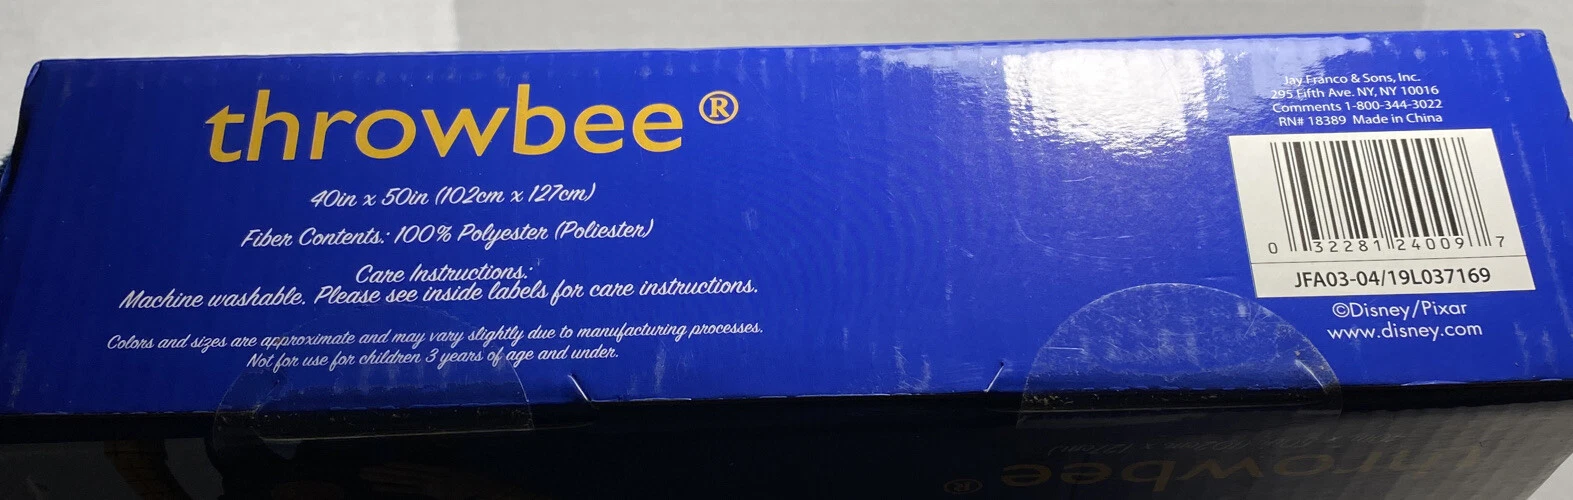 throwbee®
40in x 50in (102cm x 127cm)
Fiber Contents: 100% Polyester (Poliester)
Care Instructions:
Machine washable. Please see inside labels for care instructions.
Colors and sizes are approximate and may vary slightly due to manufacturing processes.
Not for use for children 3 years of age and under.
Jay Franco & Sons, Inc.
295 Fifth Ave. NY, NY 10016
Comments 1-800-344-3022
RN# 18389 Made in China
0 32281 24009 7
JFA03-04/19L037169
©Disney/Pixar
www.disney.com
throwbee®